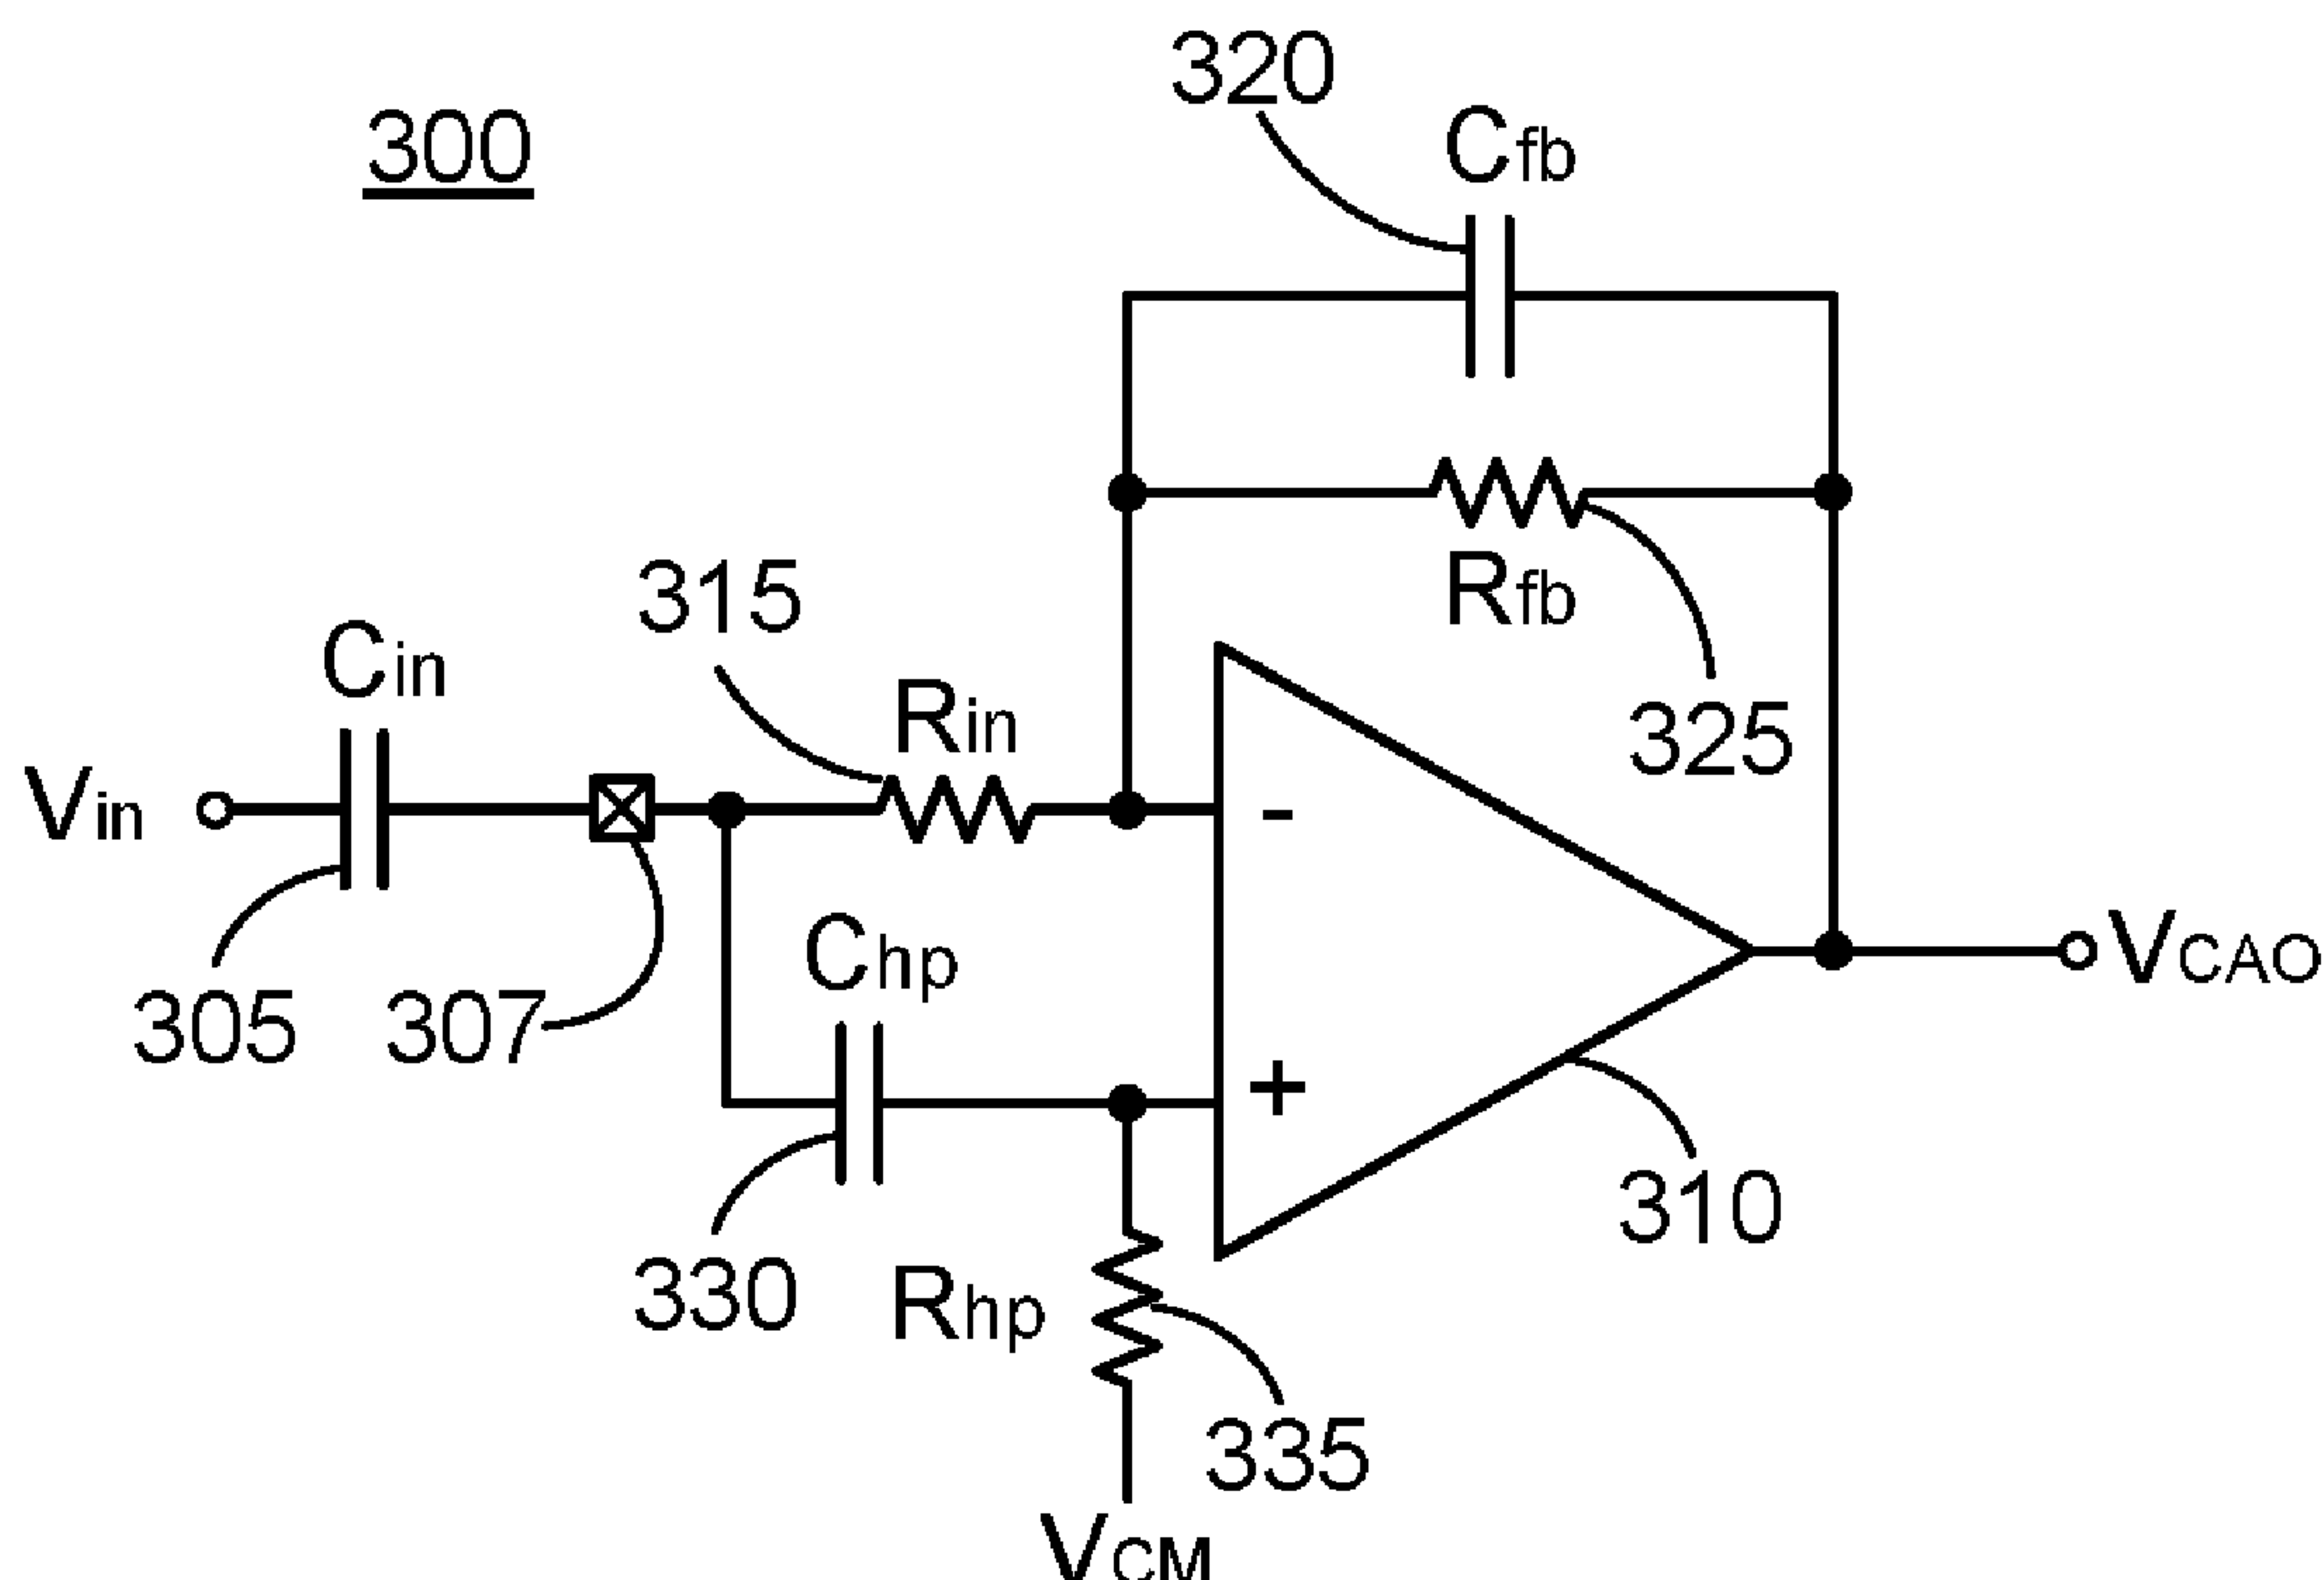 320
300
Cfb
315
Rfb
Cin
Rin
325
Vin
-
Chp
VCAO
305
307
+
310
330
Rhp
335
VCM